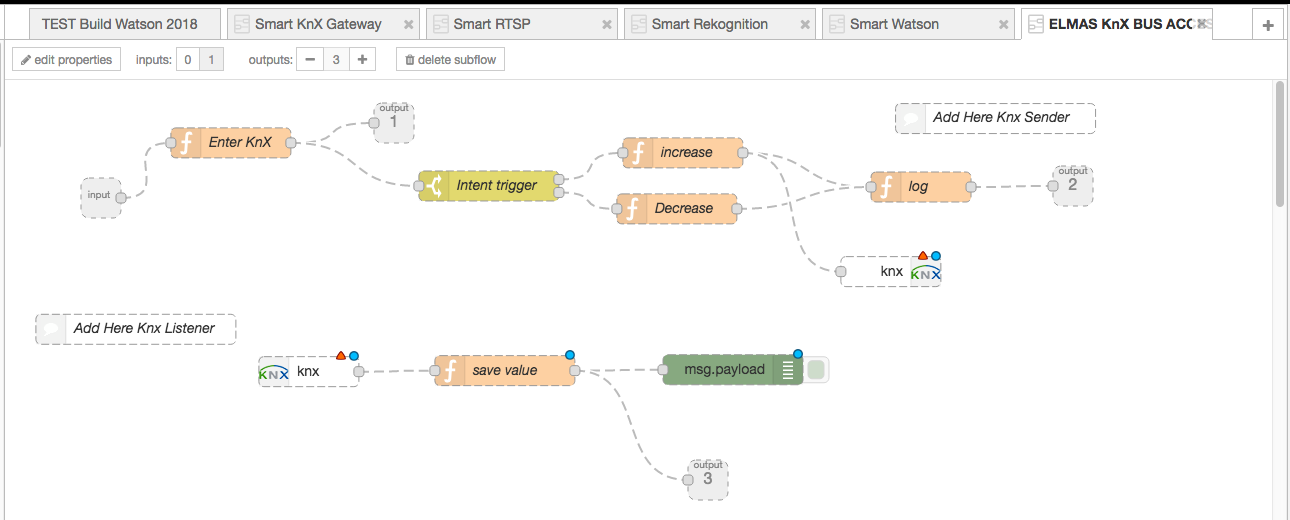 TEST Build Watson 2018
Smart KnX Gateway
Smart RTSP
Smart Rekognition
Smart Watson
ELMAS KnX BUS ACC
edit properties
inputs: 0 1
outputs: 3
delete subflow
output
1
Add Here Knx Sender
Enter KnX
increase
output
2
input
Intent trigger
log
Decrease
knx
KNX
Add Here Knx Listener
KNX
knx
save value
msg.payload
output
3